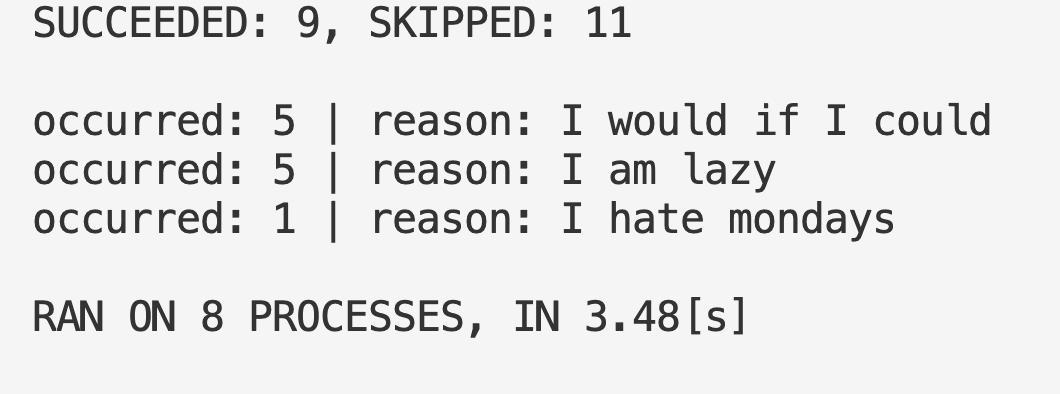 SUCCEEDED: 9, SKIPPED: 11
occurred: 5 | reason: I would if I could
occurred: 5 | reason: I am lazy
occurred: 1 | reason: I hate mondays
RAN ON 8 PROCESSES, IN 3.48[s]